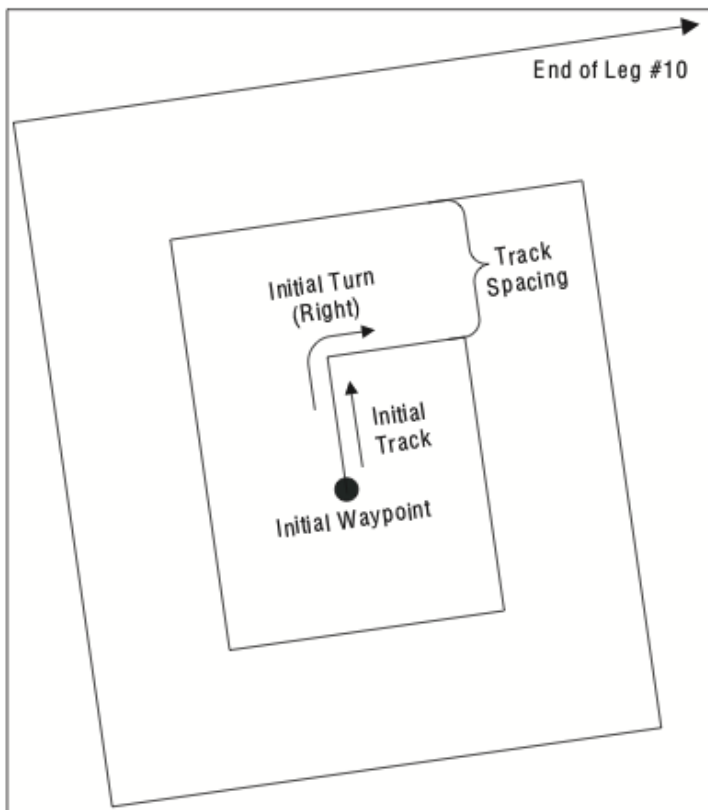 End of Leg #10
Track
Spacing
Initial Turn
(Right)
Initial
Track
Initial Waypoint